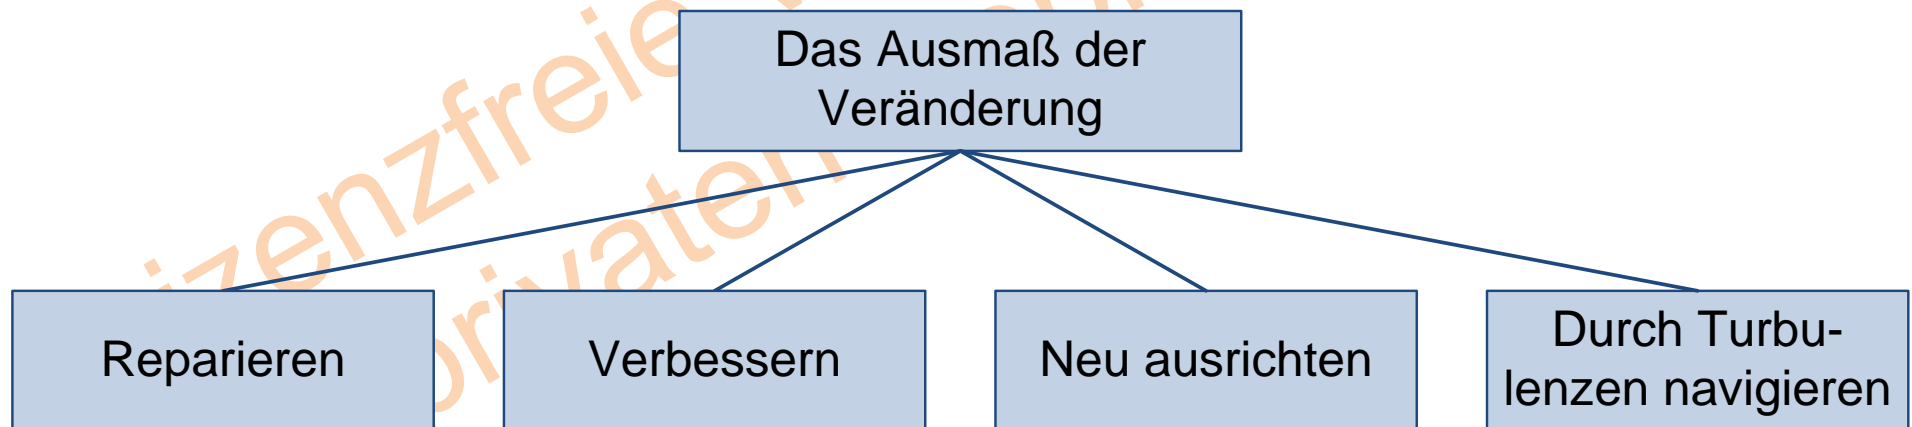 Das Ausmaß der
Veränderung
Reparieren
Verbessern
Neu ausrichten
Durch Turbu-
lenzen navigieren